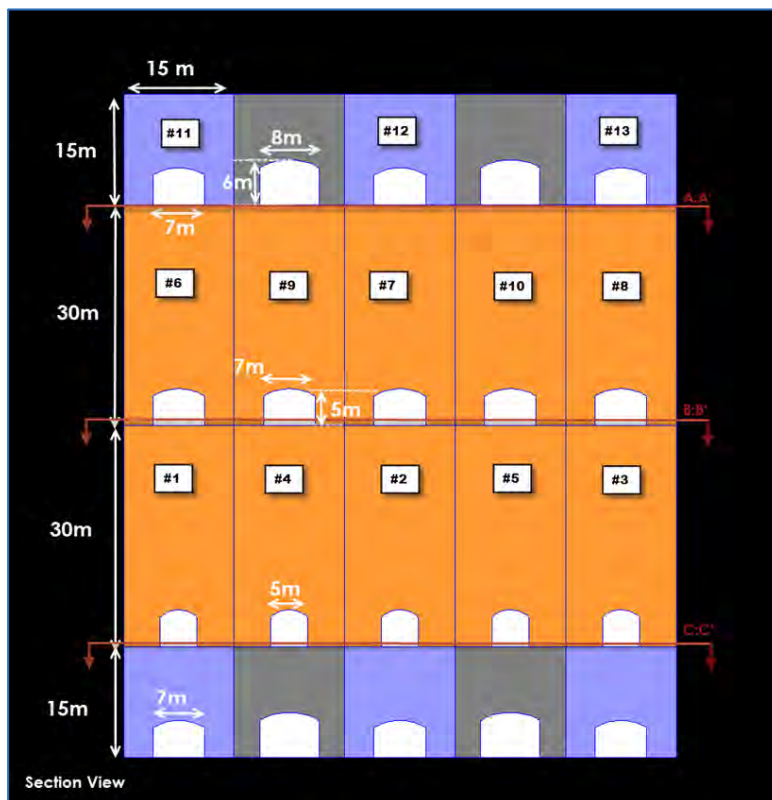 15 m
15m
#11
8m
#12
#13
6m
A:A'
7m
30m
#6
#9
#7
#10
#8
7m
5m
B:B'
30m
#1
#4
#2
#5
#3
5m
C:C'
15m
7m
Section View